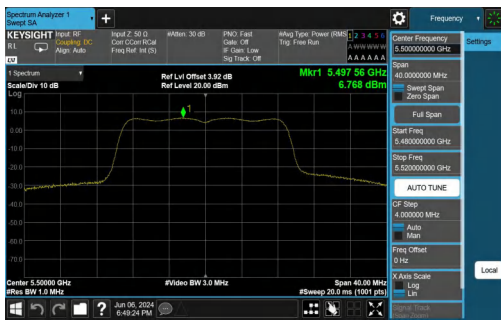 Spectrum Analyzer 1
Swept SA
Frequency
KEYSIGHT
Input: RF
Coupling: DC
Align: Auto
Input Z: 50 Ω
Corr CCorr RCal
Freq Ref: Int (S)
#Atten: 30 dB
PNO: Fast
Gate: Off
IF Gain: Low
Sig Track: Off
#Avg Type: Power (RMS)
Trig: Free Run
1 2 3 4 5 6
A W W W W W
A A A A A A
RL
1 Spectrum
Scale/Div 10 dB
Log
Ref Lvl Offset 3.92 dB
Ref Level 20.00 dBm
Mkr1 5.497 56 GHz
6.768 dBm
1
10.0
0.00
-10.0
-20.0
-30.0
-40.0
-50.0
-60.0
-70.0
Center 5.50000 GHz
#Res BW 1.0 MHz
#Video BW 3.0 MHz
Span 40.00 MHz
#Sweep 20.0 ms (1001 pts)
Jun 06, 2024
6:49:24 PM
?
Center Frequency
5.500000000 GHz
Settings
Span
40.0000000 MHz
Swept Span
Zero Span
Full Span
Start Freq
5.480000000 GHz
Stop Freq
5.520000000 GHz
AUTO TUNE
CF Step
4.000000 MHz
Auto
Man
Freq Offset
0 Hz
X Axis Scale
Log
Lin
Local
Signal Track